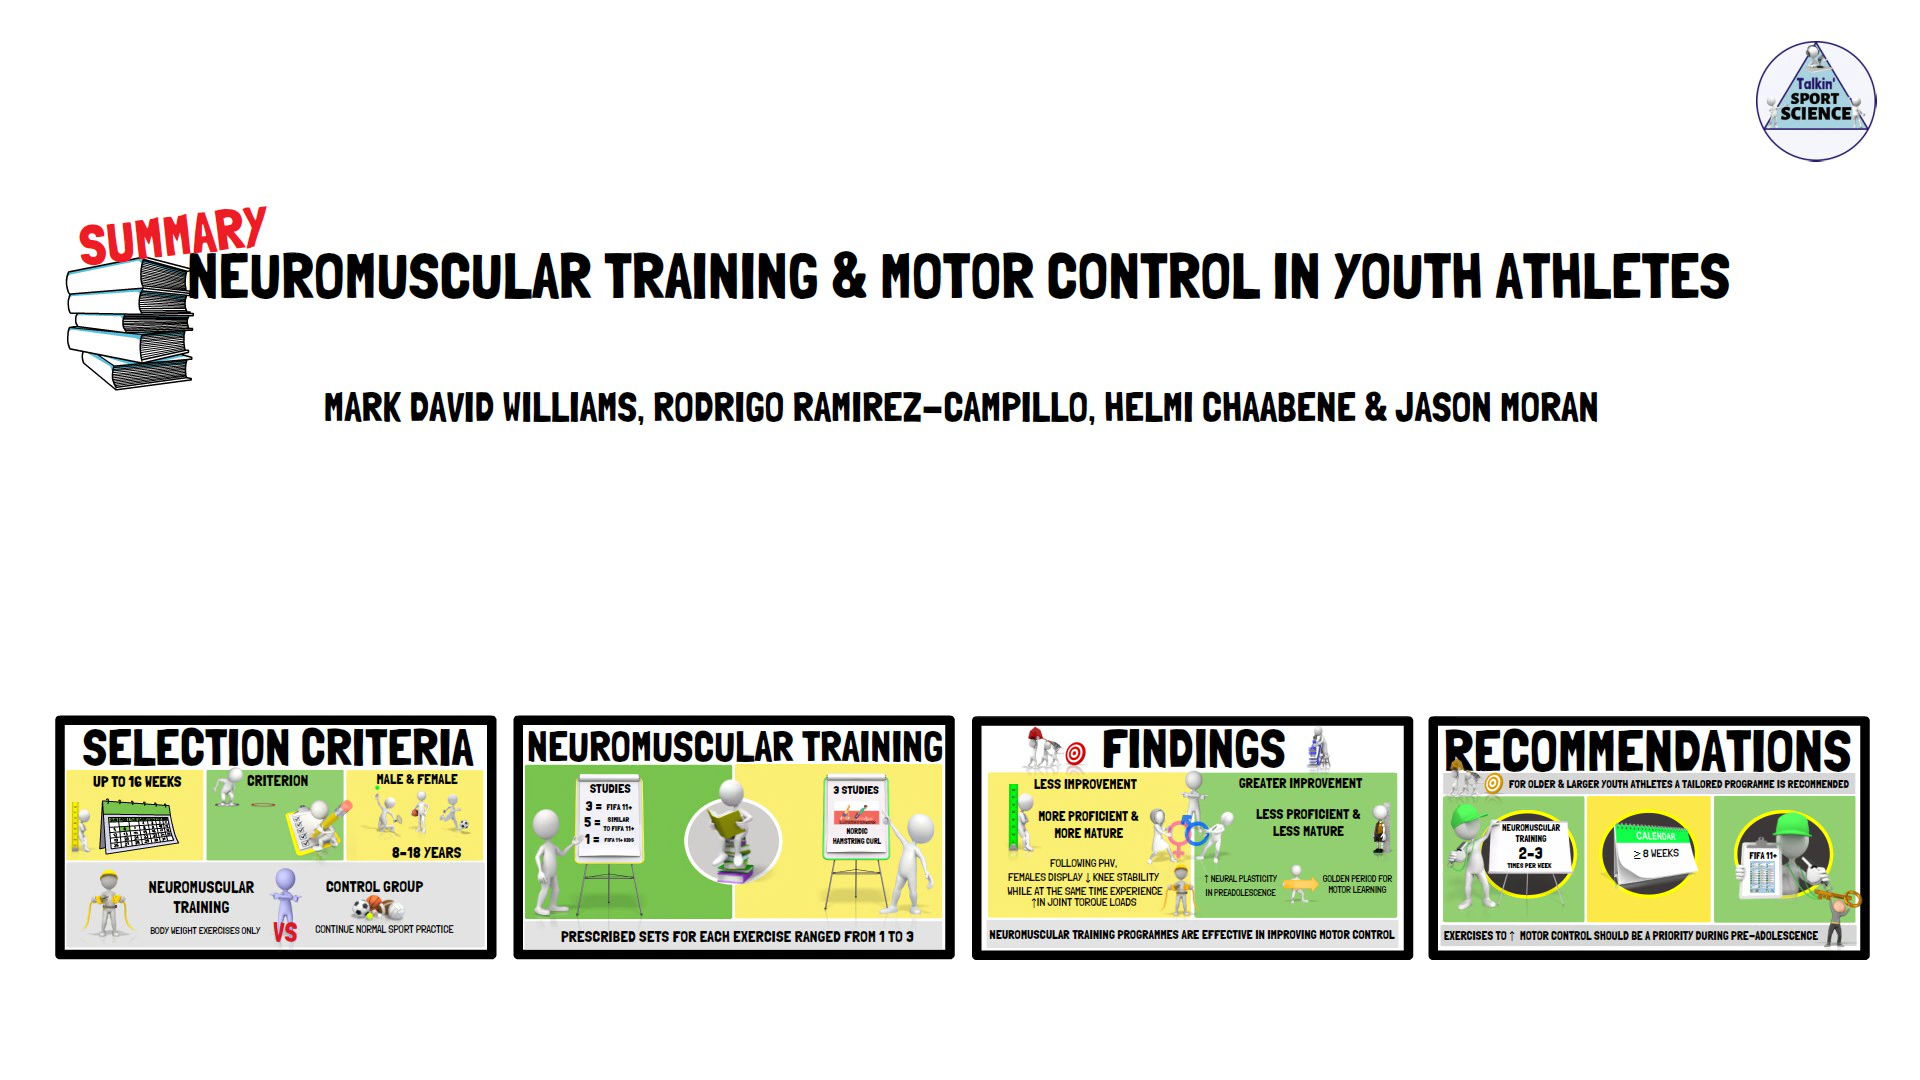 Talkin'
SPORT
SCIENCE
SUMMARY
NEUROMUSCULAR TRAINING & MOTOR CONTROL IN YOUTH ATHLETES
MARK DAVID WILLIAMS, RODRIGO RAMIREZ-CAMPILLO, HELMI CHAABENE & JASON MORAN
SELECTION CRITERIA
UP TO 16 WEEKS
CRITERION
MALE & FEMALE
8-18 YEARS
NEUROMUSCULAR
TRAINING
BODY WEIGHT EXERCISES ONLY
VS
CONTROL GROUP
CONTINUE NORMAL SPORT PRACTICE
NEUROMUSCULAR TRAINING
STUDIES
3 = FIFA 11+
5 = SIMILAR
TO FIFA 11+
1 = FIFA 11+ KIDS
3 STUDIES
NORDIC
HAMSTRING CURL
PRESCRIBED SETS FOR EACH EXERCISE RANGED FROM 1 TO 3
FINDINGS
LESS IMPROVEMENT
MORE PROFICIENT &
MORE MATURE
FOLLOWING PHV,
FEMALES DISPLAY ↓ KNEE STABILITY
WHILE AT THE SAME TIME EXPERIENCE
↑IN JOINT TORQUE LOADS
GREATER IMPROVEMENT
LESS PROFICIENT &
LESS MATURE
↑ NEURAL PLASTICITY
IN PREADOLESCENCE
GOLDEN PERIOD FOR
MOTOR LEARNING
NEUROMUSCULAR TRAINING PROGRAMMES ARE EFFECTIVE IN IMPROVING MOTOR CONTROL
RECOMMENDATIONS
FOR OLDER & LARGER YOUTH ATHLETES A TAILORED PROGRAMME IS RECOMMENDED
NEUROMUSCULAR
TRAINING
2-3
TIMES PER WEEK
CALENDAR
≥ 8 WEEKS
FIFA 11+
EXERCISES TO ↑ MOTOR CONTROL SHOULD BE A PRIORITY DURING PRE-ADOLESCENCE